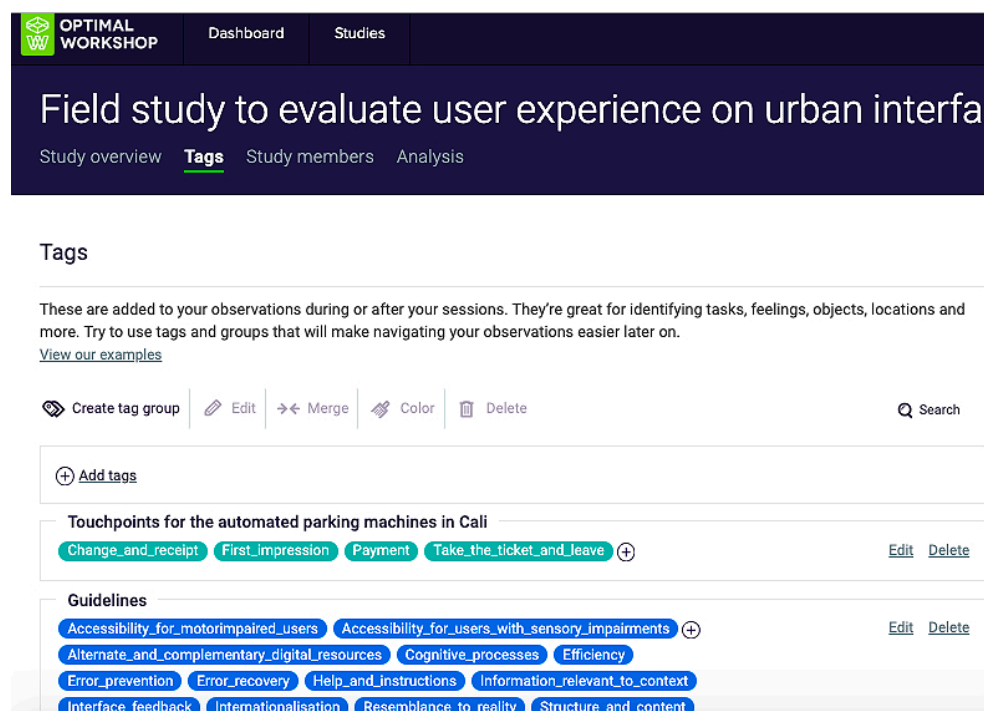 OPTIMAL
WORKSHOP
Dashboard
Studies
Field study to evaluate user experience on urban interfa
Study overview Tags Study members Analysis
Tags
These are added to your observations during or after your sessions. They're great for identifying tasks, feelings, objects, locations and
more. Try to use tags and groups that will make navigating your observations easier later on.
View our examples
Create tag group Edit Merge Color Delete Search
Add tags
Touchpoints for the automated parking machines in Cali
Change_and_receipt First_impression Payment Take_the_ticket_and_leave Edit Delete
Guidelines
Accessibility_for_motorimpaired_users Accessibility_for_users_with_sensory_impairments Edit Delete
Alternate_and_complementary_digital_resources Cognitive_processes Efficiency
Error_prevention Error_recovery Help_and_instructions Information_relevant_to_context
Interface_feedback Internationalisation Resemblance_to_reality Structure_and_content